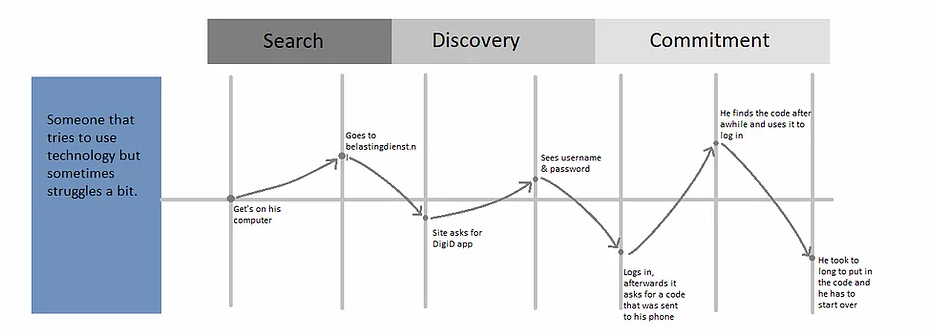 Search
Discovery
Commitment
Someone that
tries to use
technology but
sometimes
struggles a bit.
Get's on his
computer
Goes to
belastingdienst.n
l
Site asks for
DigiD app
Sees username
& password
Logs in,
afterwards it
asks for a code
that was sent
to his phone
He finds the code after
awhile and uses it to
log in
He took to
long to put in
the code and
he has to
start over